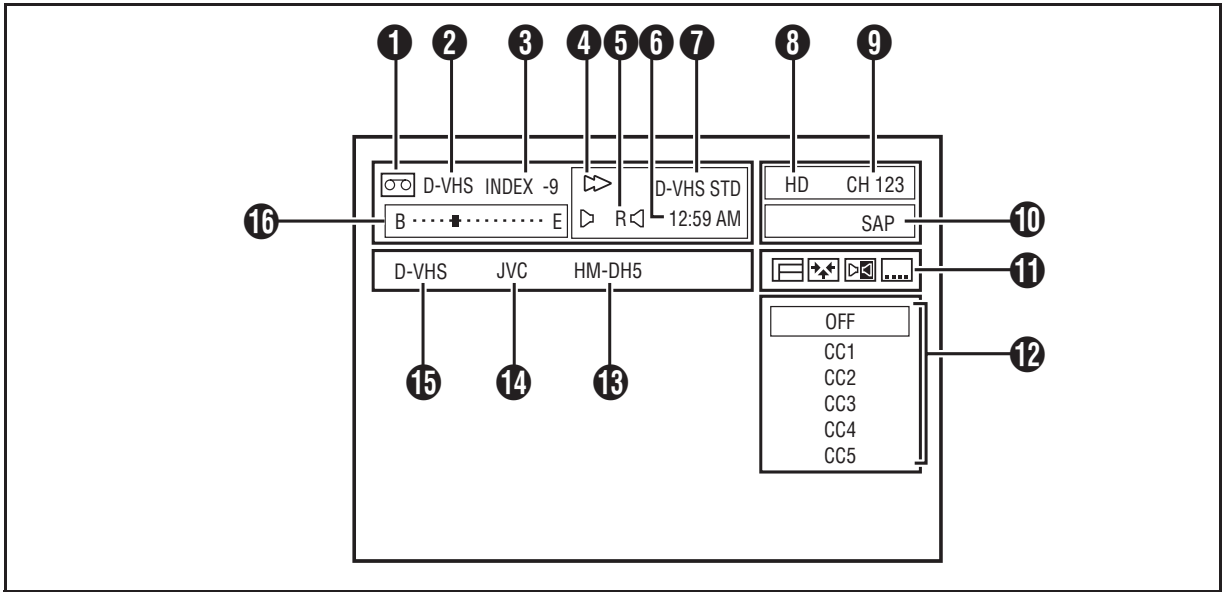 1 2 3 4 5 6 7 8 9
D-VHS INDEX -9 D-VHS STD HD CH 123
B E R 12:59 AM SAP
16 10
D-VHS JVC HM-DH5
11
OFF
CC1
CC2
CC3
CC4
CC5
12
15 14 13